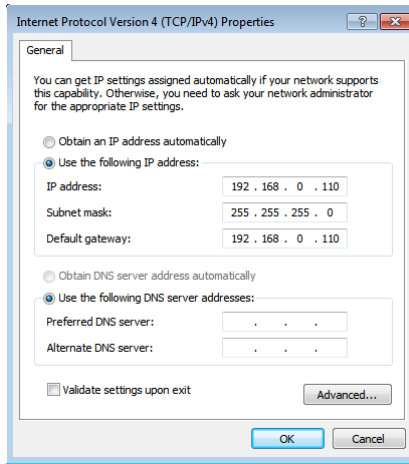 Internet Protocol Version 4 (TCP/IPv4) Properties
General
You can get IP settings assigned automatically if your network supports
this capability. Otherwise, you need to ask your network administrator
for the appropriate IP settings.
Obtain an IP address automatically
Use the following IP address:
IP address: 192 . 168 . 0 . 110
Subnet mask: 255 . 255 . 255 . 0
Default gateway: 192 . 168 . 0 . 110
Obtain DNS server address automatically
Use the following DNS server addresses:
Preferred DNS server: . . .
Alternate DNS server: . . .
Validate settings upon exit
Advanced...
OK Cancel